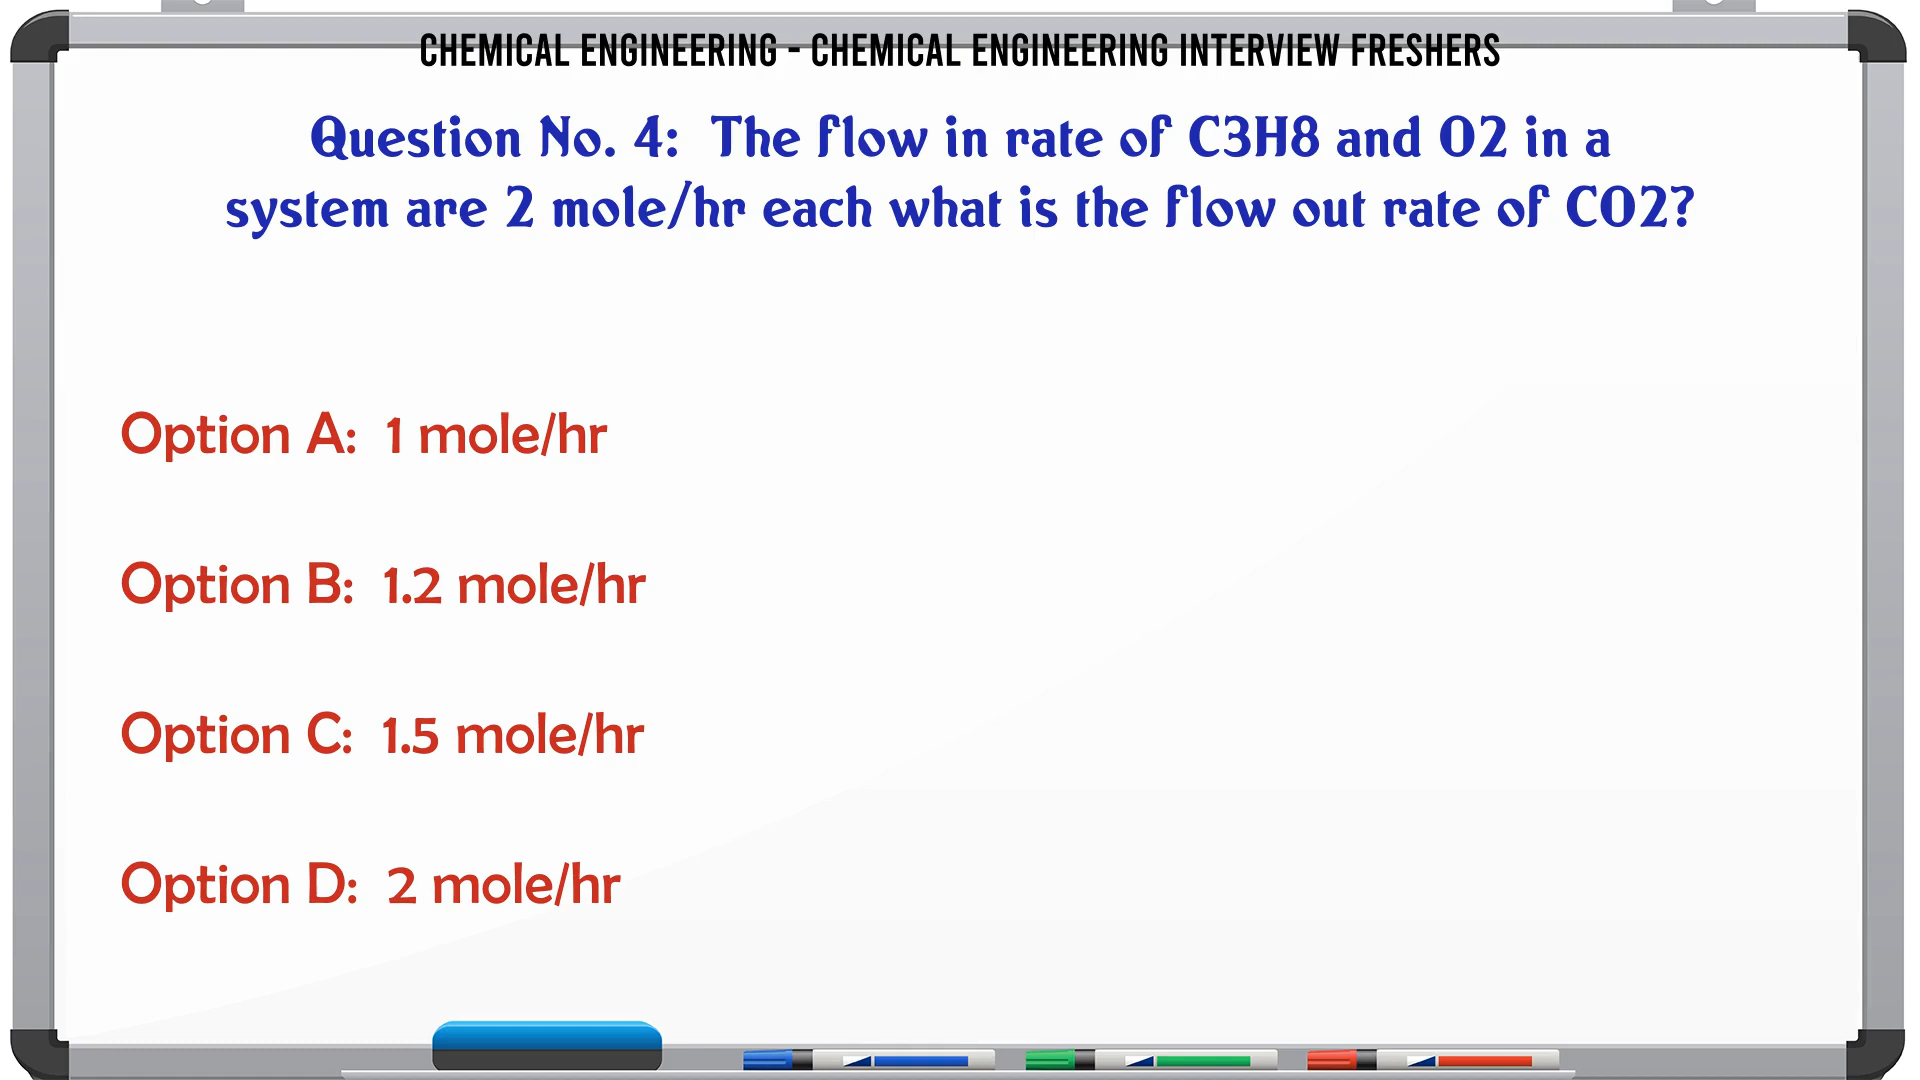 CHEMICAL ENGINEERING - CHEMICAL ENGINEERING INTERVIEW FRESHERS
Question No. 4: The flow in rate of C3H8 and O2 in a
system are 2 mole/hr each what is the flow out rate of CO2?
Option A: 1 mole/hr
Option B: 1.2 mole/hr
Option C: 1.5 mole/hr
Option D: 2 mole/hr